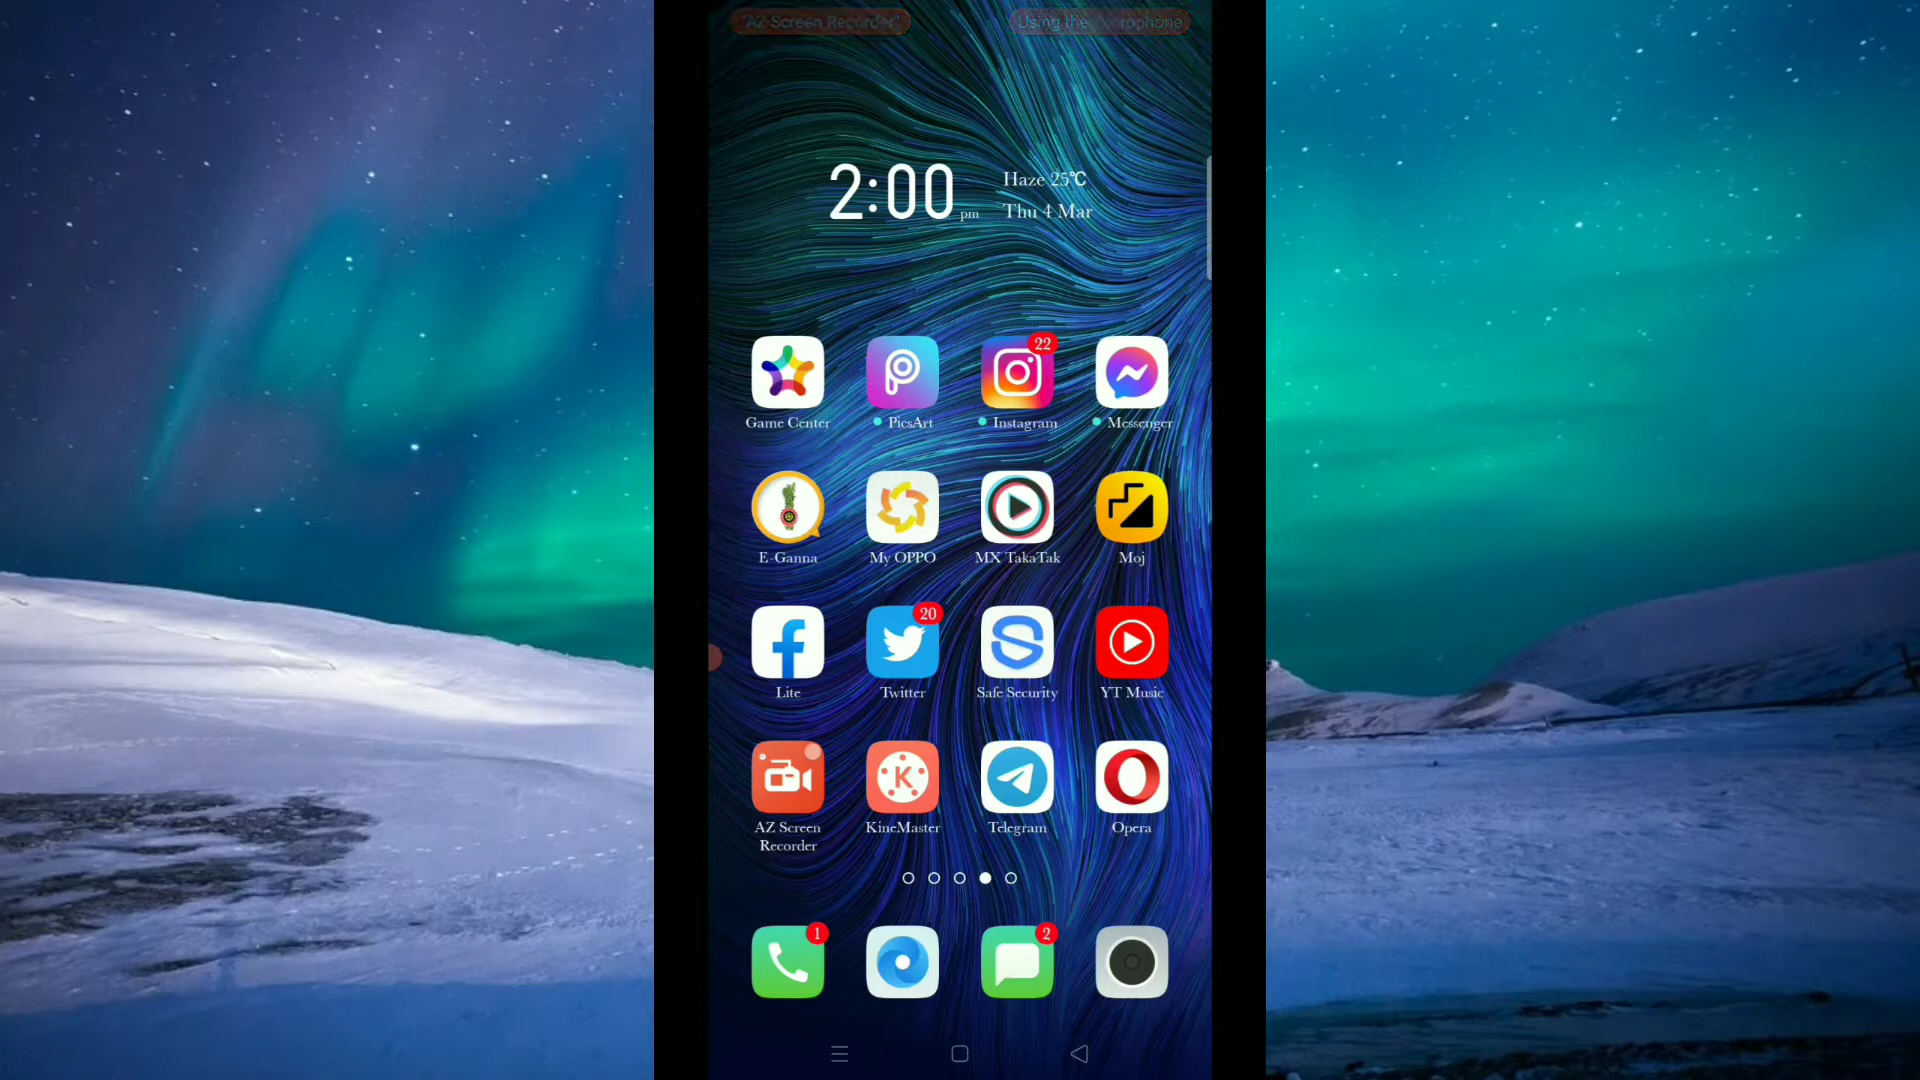 "AZ Screen Recorder"
Using the microphone
2:00 pm
Haze 25℃
Thu 4 Mar
22
Game Center
PicsArt
Instagram
Messenger
E-Ganna
My OPPO
MX TakaTak
Moj
20
Lite
Twitter
Safe Security
YT Music
AZ Screen
Recorder
KineMaster
Telegram
Opera
1
2